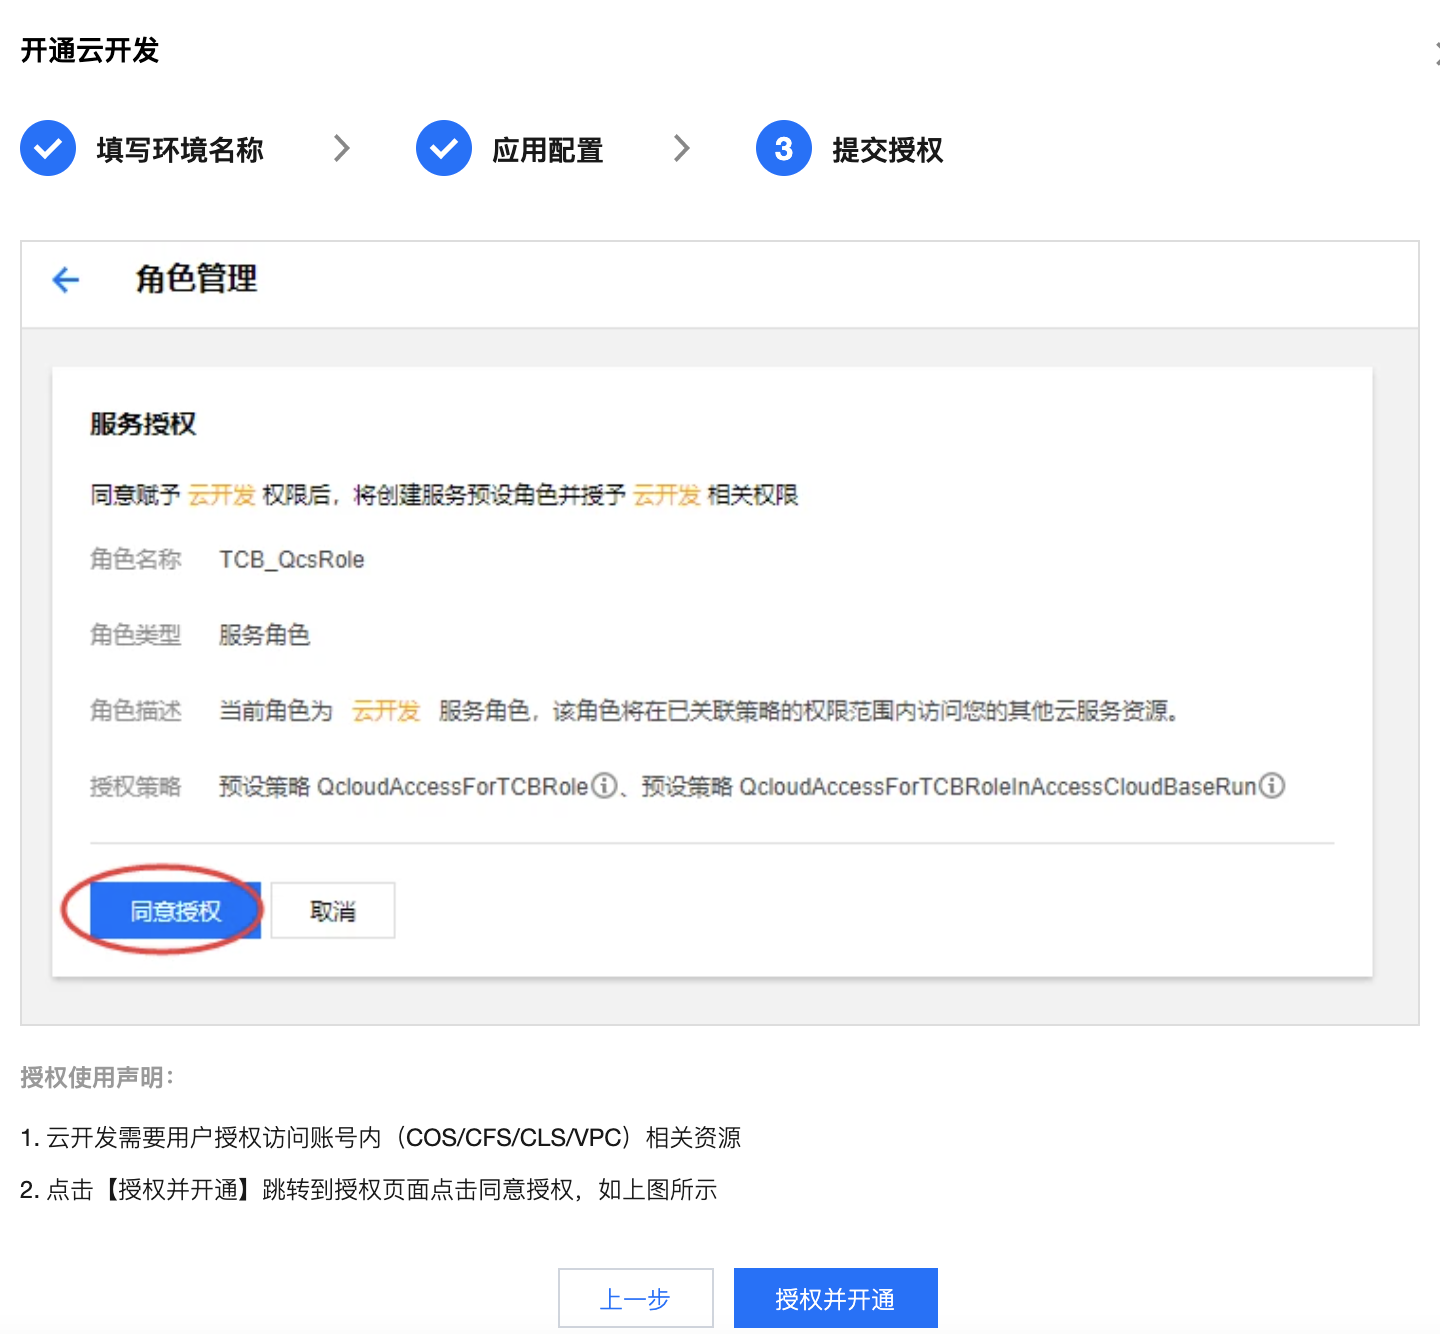 开通云开发
填写环境名称
应用配置
3 提交授权
角色管理
服务授权
同意赋予 云开发 权限后，将创建服务预设角色并授予 云开发 相关权限
角色名称 TCB_QcsRole
角色类型 服务角色
角色描述 当前角色为 云开发 服务角色，该角色将在已关联策略的权限范围内访问您的其他云服务资源。
授权策略 预设策略 QcloudAccessForTCBRole、预设策略 QcloudAccessForTCBRoleInAccessCloudBaseRun
同意授权 取消
授权使用声明：
1. 云开发需要用户授权访问账号内（COS/CFS/CLS/VPC）相关资源
2. 点击【授权并开通】跳转到授权页面点击同意授权，如上图所示
上一步 授权并开通